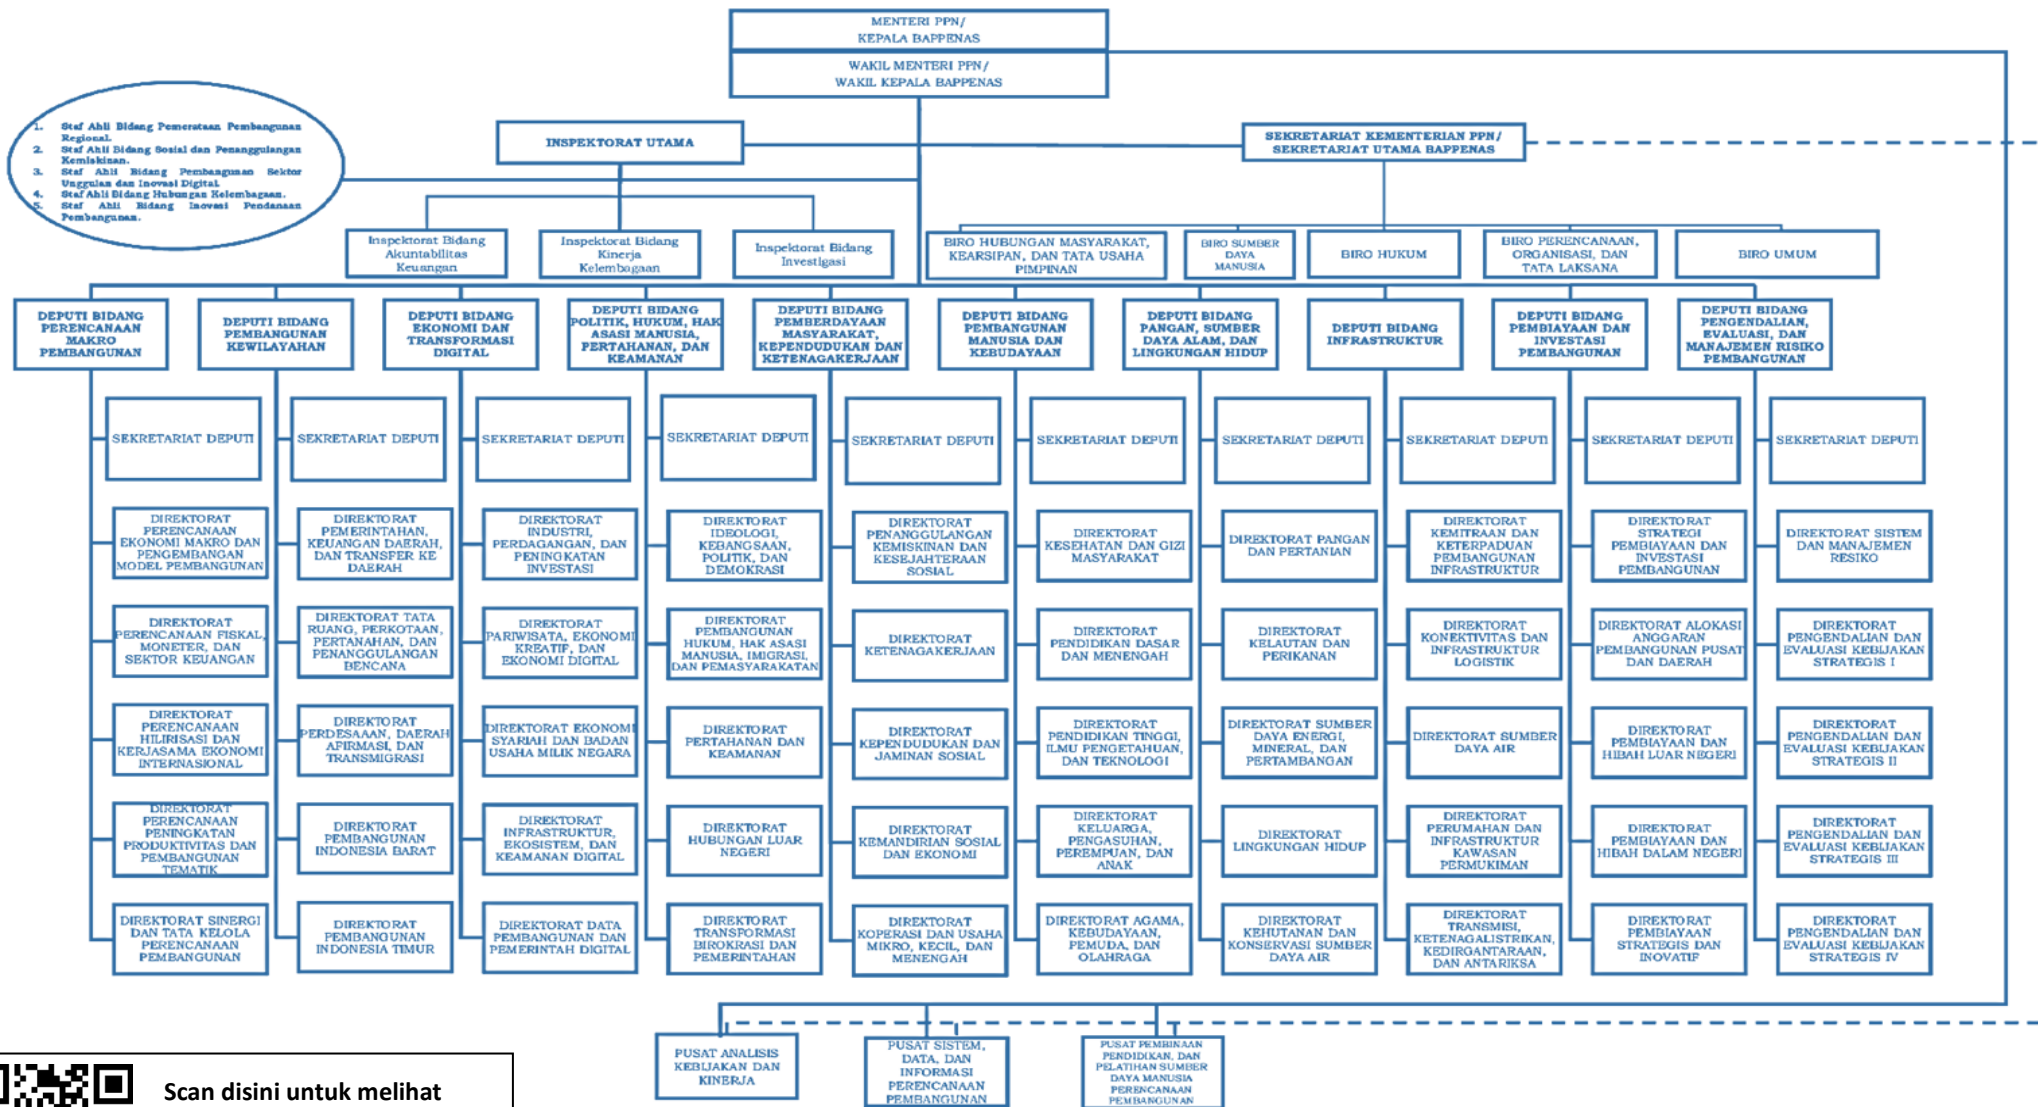 MENTERI PPN/
KEPALA BAPPENAS
WAKIL MENTERI PPN/
WAKIL KEPALA BAPPENAS
1. Staf Ahli Bidang Pemerataan Pembangunan
Regional.
2. Staf Ahli Bidang Sosial dan Penanggulangan
Kemiskinan.
3. Staf Ahli Bidang Pembangunan Sektor
Unggulan dan Inovasi Digital
4. Staf Ahli Bidang Hubungan Kelembagaan.
5. Staf Ahli Bidang Inovasi Pendanaan
Pembangunan.
INSPEKTORAT UTAMA
SEKRETARIAT KEMENTERIAN PPN/
SEKRETARIAT UTAMA BAPPENAS
Inspektorat Bidang
Akuntabilitas
Keuangan
Inspektorat Bidang
Kinerja
Kelembagaan
Inspektorat Bidang
Investigasi
BIRO HUBUNGAN MASYARAKAT,
KEARSIPAN, DAN TATA USAHA
PIMPINAN
BIRO SUMBER
DAYA
MANUSIA
BIRO HUKUM
BIRO PERENCANAAN,
ORGANISASI, DAN
TATA LAKSANA
BIRO UMUM
DEPUTI BIDANG
PERENCANAAN
MAKRO
PEMBANGUNAN
DEPUTI BIDANG
PEMBANGUNAN
KEWILAYAHAN
DEPUTI BIDANG
EKONOMI DAN
TRANSFORMASI
DIGITAL
DEPUTI BIDANG
POLITIK, HUKUM, HAK
ASASI MANUSIA,
PERTAHANAN, DAN
KEAMANAN
DEPUTI BIDANG
PEMBERDAYAAN
MASYARAKAT,
KEPENDUDUKAN DAN
KETENAGAKERJAAN
DEPUTI BIDANG
PEMBANGUNAN
MANUSIA DAN
KEBUDAYAAN
DEPUTI BIDANG
PANGAN, SUMBER
DAYA ALAM, DAN
LINGKUNGAN HIDUP
DEPUTI BIDANG
INFRASTRUKTUR
DEPUTI BIDANG
PEMBIAYAAN DAN
INVESTASI
PEMBANGUNAN
DEPUTI BIDANG
PENGENDALIAN,
EVALUASI, DAN
MANAJEMEN RISIKO
PEMBANGUNAN
SEKRETARIAT DEPUTI
SEKRETARIAT DEPUTI
SEKRETARIAT DEPUTI
SEKRETARIAT DEPUTI
SEKRETARIAT DEPUTI
SEKRETARIAT DEPUTI
SEKRETARIAT DEPUTI
SEKRETARIAT DEPUTI
SEKRETARIAT DEPUTI
SEKRETARIAT DEPUTI
DIREKTORAT
PERENCANAAN
EKONOMI MAKRO DAN
PENGEMBANGAN
MODEL PEMBANGUNAN
DIREKTORAT
PEMERINTAHAN,
KEUANGAN DAERAH,
DAN TRANSFER KE
DAERAH
DIREKTORAT
INDUSTRI,
PERDAGANGAN, DAN
PENINGKATAN
INVESTASI
DIREKTORAT
IDEOLOGI,
KEBANGSAAN,
POLITIK, DAN
DEMOKRASI
DIREKTORAT
PENANGGULANGAN
KEMISKINAN DAN
KESEJAHTERAAN
SOSIAL
DIREKTORAT
KESEHATAN DAN GIZI
MASYARAKAT
DIREKTORAT PANGAN
DAN PERTANIAN
DIREKTORAT
KEMITRAAN DAN
KETERPADUAN
PEMBANGUNAN
INFRASTRUKTUR
DIREKTORAT
STRATEGI
PEMBIAYAAN DAN
INVESTASI
PEMBANGUNAN
DIREKTORAT SISTEM
DAN MANAJEMEN
RESIKO
DIREKTORAT
PERENCANAAN FISKAL,
MONETER, DAN
SEKTOR KEUANGAN
DIREKTORAT TATA
RUANG, PERKOTAAN,
PERTANAHAN, DAN
PENANGGULANGAN
BENCANA
DIREKTORAT
PARIWISATA, EKONOMI
KREATIF, DAN
EKONOMI DIGITAL
DIREKTORAT
PEMBANGUNAN
HUKUM, HAK ASASI
MANUSIA, IMIGRASI,
DAN PEMASYARAKATAN
DIREKTORAT
KETENAGAKERJAAN
DIREKTORAT
PENDIDIKAN DASAR
DAN MENENGAH
DIREKTORAT
KELAUTAN DAN
PERIKANAN
DIREKTORAT
KONEKTIVITAS DAN
INFRASTRUKTUR
LOGISTIK
DIREKTORAT ALOKASI
ANGGARAN
PEMBANGUNAN PUSAT
DAN DAERAH
DIREKTORAT
PENGENDALIAN DAN
EVALUASI KEBIJAKAN
STRATEGIS I
DIREKTORAT
PERENCANAAN
HILIRISASI DAN
KERJASAMA EKONOMI
INTERNASIONAL
DIREKTORAT
PERDESAAAN, DAERAH
AFIRMASI, DAN
TRANSMIGRASI
DIREKTORAT EKONOMI
SYARIAH DAN BADAN
USAHA MILIK NEGARA
DIREKTORAT
PERTAHANAN DAN
KEAMANAN
DIREKTORAT
KEPENDUDUKAN DAN
JAMINAN SOSIAL
DIREKTORAT
PENDIDIKAN TINGGI,
ILMU PENGETAHUAN,
DAN TEKNOLOGI
DIREKTORAT SUMBER
DAYA ENERGI,
MINERAL, DAN
PERTAMBANGAN
DIREKTORAT SUMBER
DAYA AIR
DIREKTORAT
PEMBIAYAAN DAN
HIBAH LUAR NEGERI
DIREKTORAT
PENGENDALIAN DAN
EVALUASI KEBIJAKAN
STRATEGIS II
DIREKTORAT
PERENCANAAN
PENINGKATAN
PRODUKTIVITAS DAN
PEMBANGUNAN
TEMATIK
DIREKTORAT
PEMBANGUNAN
INDONESIA BARAT
DIREKTORAT
INFRASTRUKTUR,
EKOSISTEM, DAN
KEAMANAN DIGITAL
DIREKTORAT
HUBUNGAN LUAR
NEGERI
DIREKTORAT
KEMANDIRIAN SOSIAL
DAN EKONOMI
DIREKTORAT
KELUARGA,
PENGASUHAN,
PEREMPUAN, DAN
ANAK
DIREKTORAT
LINGKUNGAN HIDUP
DIREKTORAT
PERUMAHAN DAN
INFRASTRUKTUR
KAWASAN
PERMUKIMAN
DIREKTORAT
PEMBIAYAAN DAN
HIBAH DALAM NEGERI
DIREKTORAT
PENGENDALIAN DAN
EVALUASI KEBIJAKAN
STRATEGIS III
DIREKTORAT SINERGI
DAN TATA KELOLA
PERENCANAAN
PEMBANGUNAN
DIREKTORAT
PEMBANGUNAN
INDONESIA TIMUR
DIREKTORAT DATA
PEMBANGUNAN DAN
PEMERINTAH DIGITAL
DIREKTORAT
TRANSFORMASI
BIROKRASI DAN
PEMERINTAHAN
DIREKTORAT
KOPERASI DAN USAHA
MIKRO, KECIL, DAN
MENENGAH
DIREKTORAT AGAMA,
KEBUDAYAAN,
PEMUDA, DAN
OLAHRAGA
DIREKTORAT
KEHUTANAN DAN
KONSERVASI SUMBER
DAYA AIR
DIREKTORAT
TRANSMISI,
KETENAGALISTRIKAN,
KEDIRGANTARAAN,
DAN ANTARIKSA
DIREKTORAT
PEMBIAYAAN
STRATEGIS DAN
INOVATIF
DIREKTORAT
PENGENDALIAN DAN
EVALUASI KEBIJAKAN
STRATEGIS IV
PUSAT ANALISIS
KEBIJAKAN DAN
KINERJA
PUSAT SISTEM,
DATA, DAN
INFORMASI
PERENCANAAN
PEMBANGUNAN
PUSAT PEMBINAAN
PENDIDIKAN, DAN
PELATIHAN SUMBER
DAYA MANUSIA
PERENCANAAN
PEMBANGUNAN
Scan disini untuk melihat